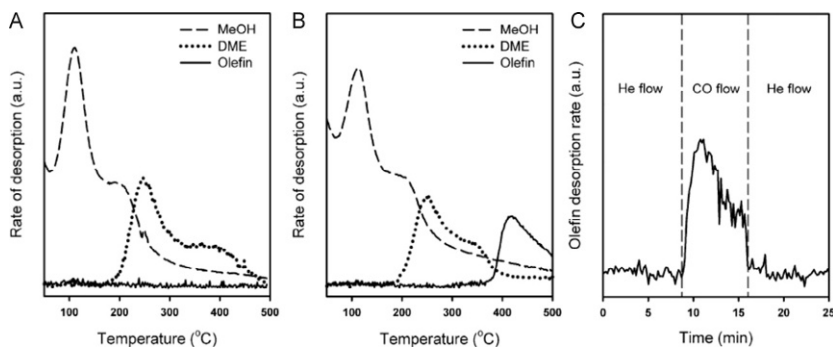 A
MeOH
DME
Olefin
Rate of desorption (a.u.)
100 200 300 400 500
Temperature (°C)
B
MeOH
DME
Olefin
Rate of desorption (a.u.)
100 200 300 400 500
Temperature (°C)
C
He flow CO flow He flow
Olefin desorption rate (a.u.)
0 5 10 15 20 25
Time (min)